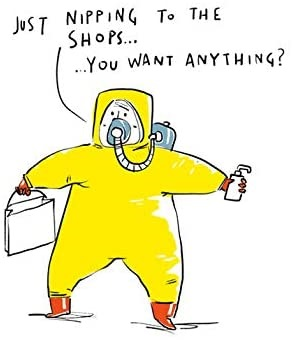 JUST NIPPING TO THE
SHOPS...
...YOU WANT ANYTHING?